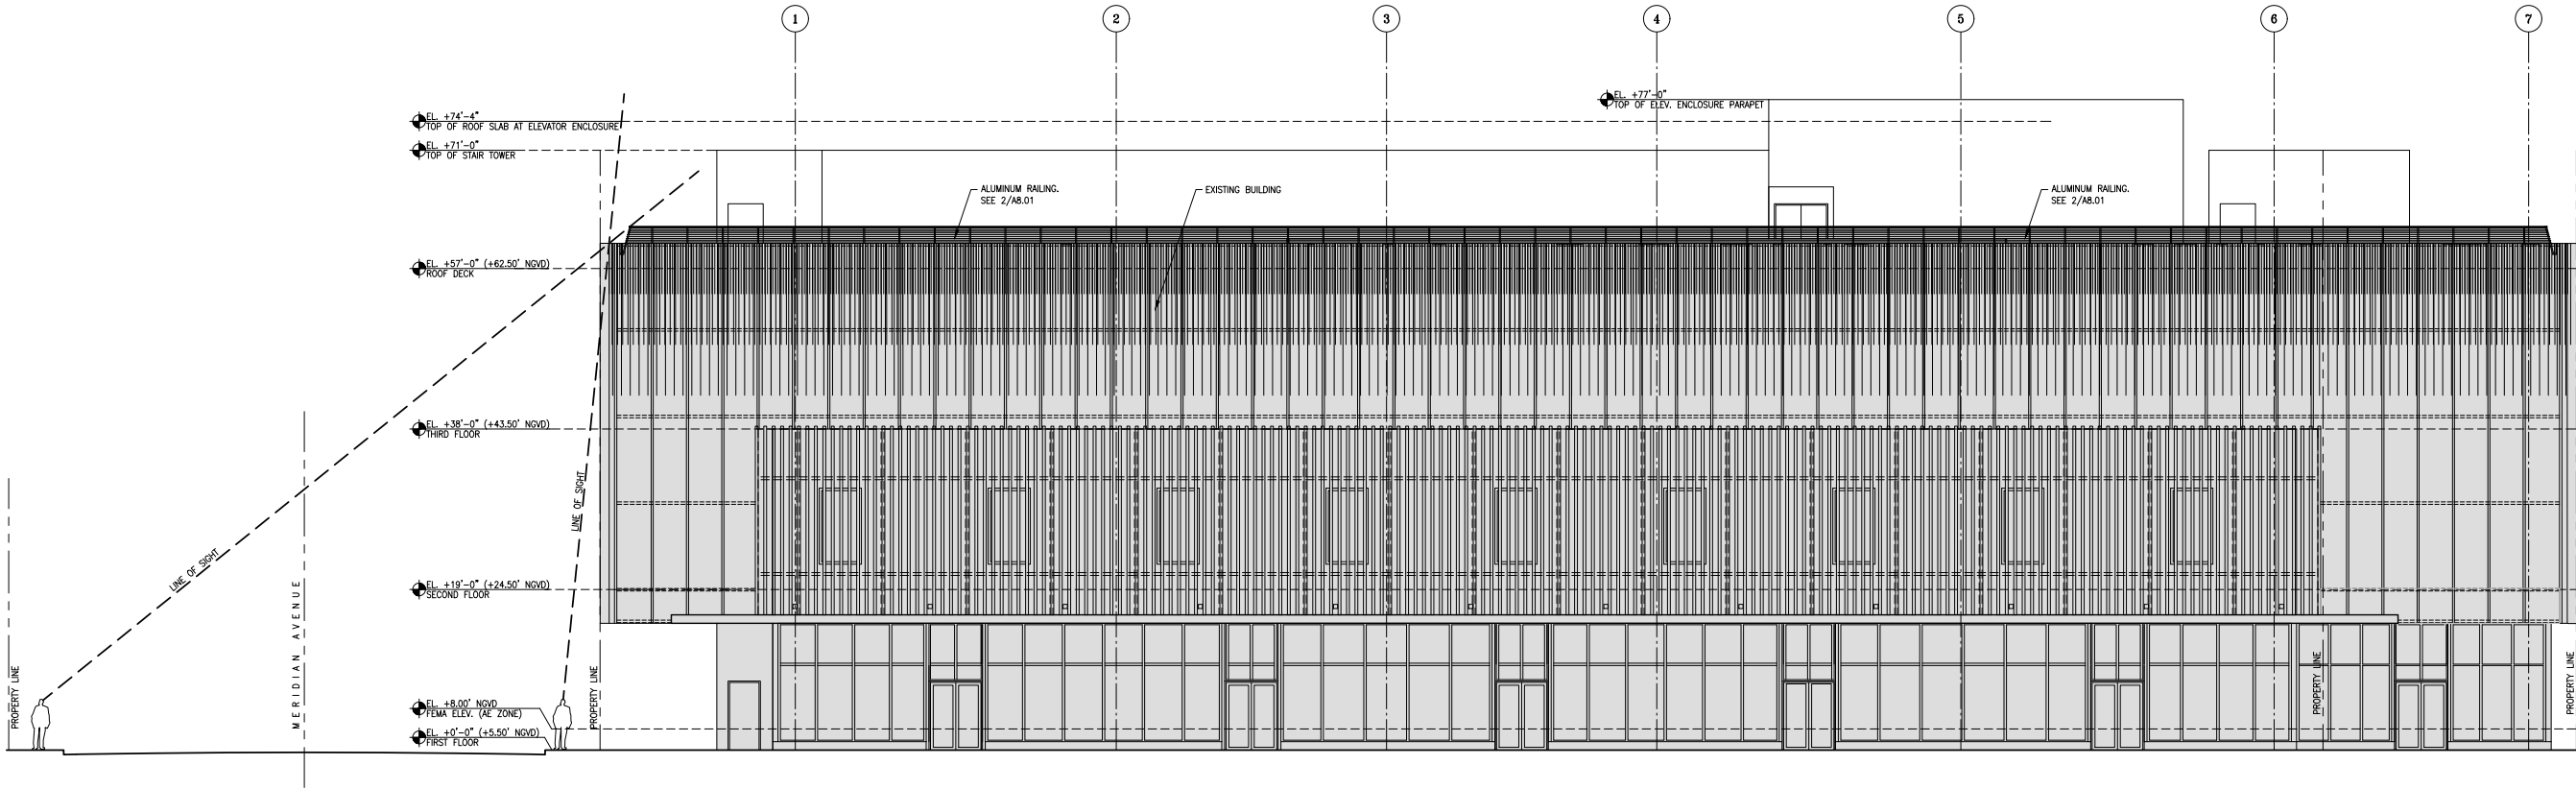 1
2
3
4
5
6
7
EL. +77'-0"
TOP OF ELEV. ENCLOSURE PARAPET
EL. +74'-4"
TOP OF ROOF SLAB AT ELEVATOR ENCLOSURE
EL. +71'-0"
TOP OF STAIR TOWER
ALUMINUM RAILING.
SEE 2/A8.01
EXISTING BUILDING
ALUMINUM RAILING.
SEE 2/A8.01
EL. +57'-0" (+62.50' NGVD)
ROOF DECK
EL. +38'-0" (+43.50' NGVD)
THIRD FLOOR
LINE OF SIGHT
LINE OF SIGHT
EL. +19'-0" (+24.50' NGVD)
SECOND FLOOR
MERIDIAN AVENUE
PROPERTY LINE
PROPERTY LINE
PROPERTY LINE
PROPERTY LINE
EL. +8.00' NGVD
FEMA ELEV. (AE ZONE)
EL. +0'-0" (+5.50' NGVD)
FIRST FLOOR